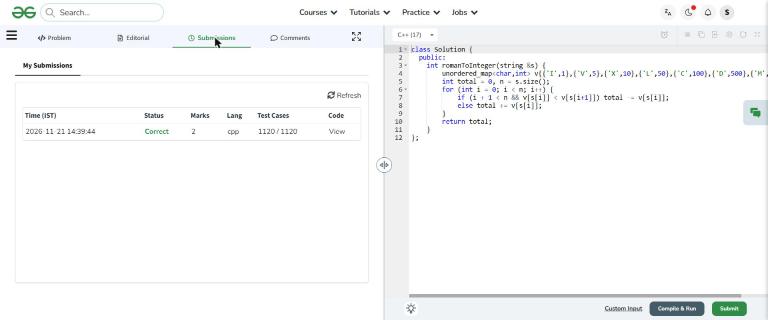 Search...
Courses Tutorials Practice Jobs
S
Problem Editorial Submissions Comments
My Submissions
Refresh
Time (IST) Status Marks Lang Test Cases Code
2026-11-21 14:39:44 Correct 2 cpp 1120 / 1120 View
C++ (17)
1 class Solution {
2 public:
3 int romanToInteger(string &s) {
4 unordered_map<char,int> v{{'I',1},{'V',5},{'X',10},{'L',50},{'C',100},{'D',500},{'M',
5 int total = 0, n = s.size();
6 for (int i = 0; i < n; i++) {
7 if (i + 1 < n && v[s[i]] < v[s[i+1]]) total -= v[s[i]];
8 else total += v[s[i]];
9 }
10 return total;
11 }
12 };
Custom Input Compile & Run Submit